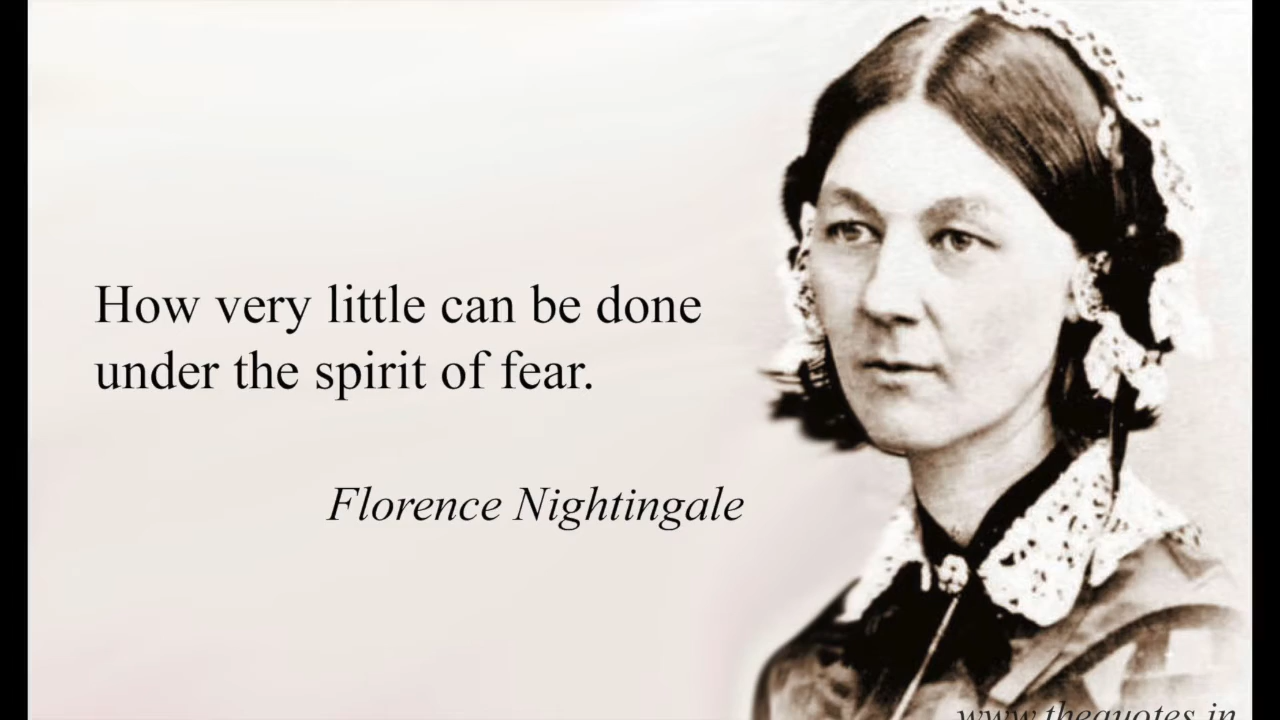 How very little can be done
under the spirit of fear.
Florence Nightingale
www.thequotes.in